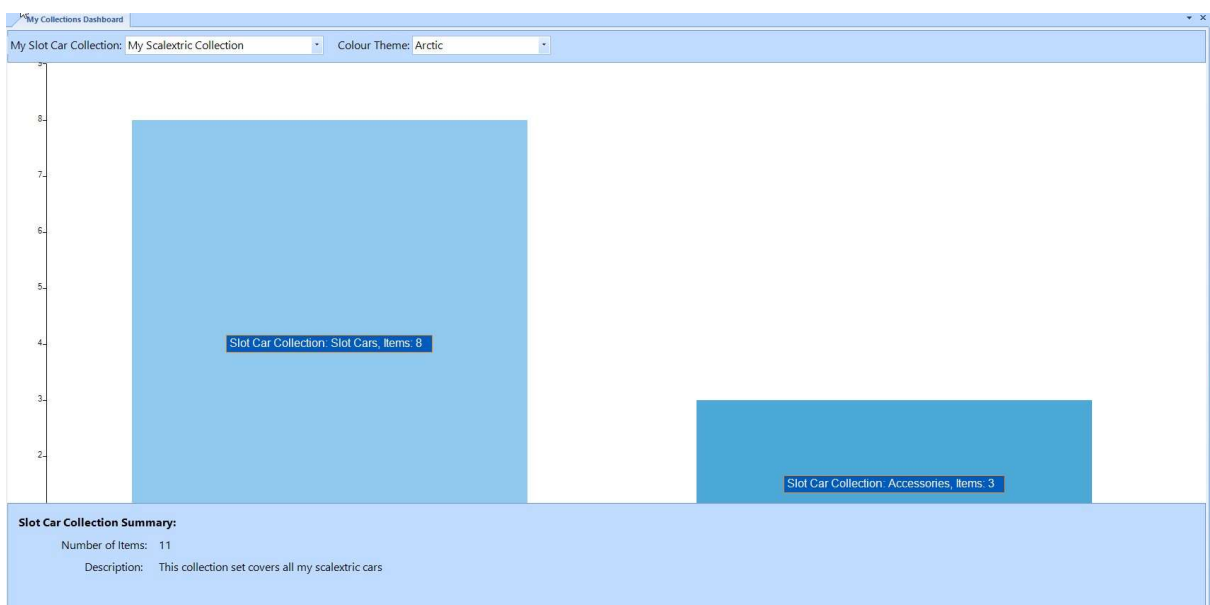 My Collections Dashboard
My Slot Car Collection: My Scalextric Collection Colour Theme: Arctic
9
8
7
6
5
4
3
2
Slot Car Collection: Slot Cars, Items: 8
Slot Car Collection: Accessories, Items: 3
Slot Car Collection Summary:
Number of Items: 11
Description: This collection set covers all my scalextric cars